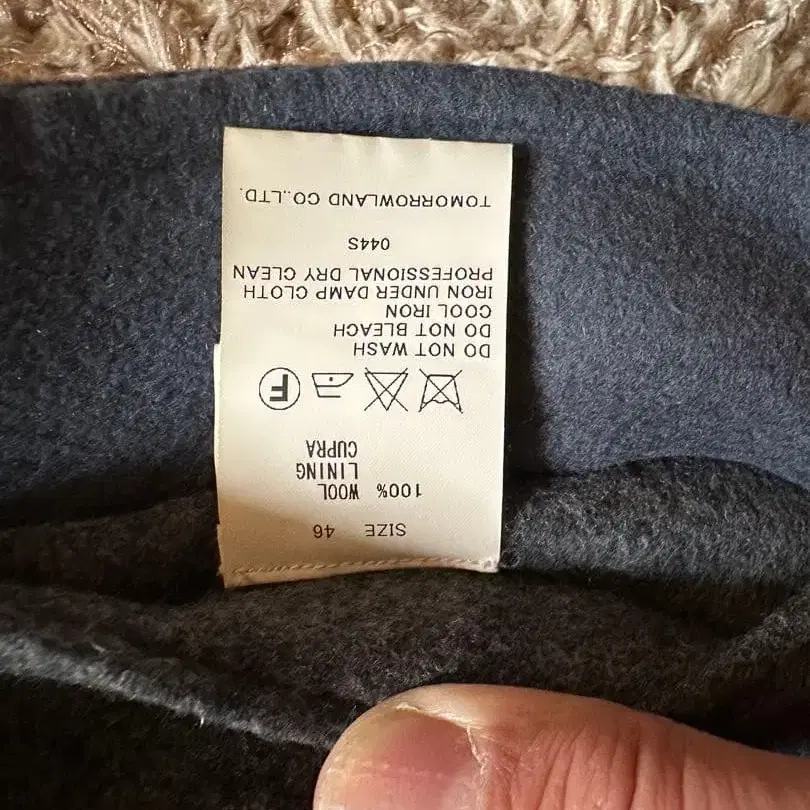 SIZE 46
100% WOOL
LINING
CUPRA
F
DO NOT WASH
DO NOT BLEACH
COOL IRON
IRON UNDER DAMP CLOTH
PROFESSIONAL DRY CLEAN
044S
TOMORROWLAND CO.,LTD.